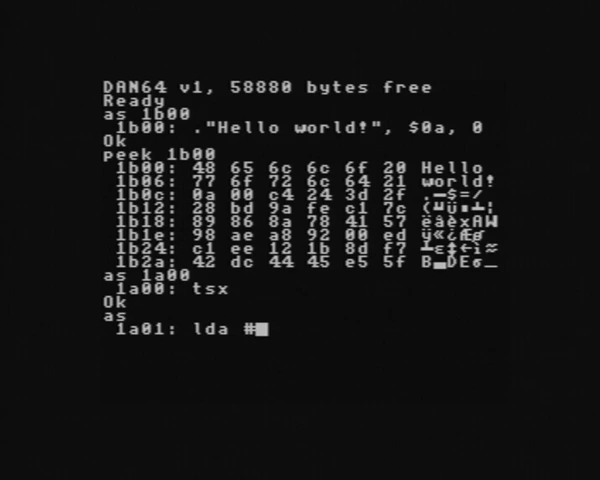 DAN64 v1, 58880 bytes free
Ready
as 1b00
1b00: ."Hello world!", $0a, 0
Ok
peek 1b00
1b00: 48 65 6c 6c 6f 20 Hello
1b06: 77 6f 72 6c 64 21 world!
1b0c: 0a 00 c4 24 3d 2f .─$=/
1b12: 28 bd 9a fe c1 7c
1b18: 89 86 8a 78 41 57 ëåèxAW
1b1e: 98 ae a8 92 00 ed
1b24: c1 ee 12 1b 8d f7
1b2a: 42 dc 44 45 e5 5f B▄DEσ_
as 1a00
1a00: tsx
Ok
as
1a01: lda #